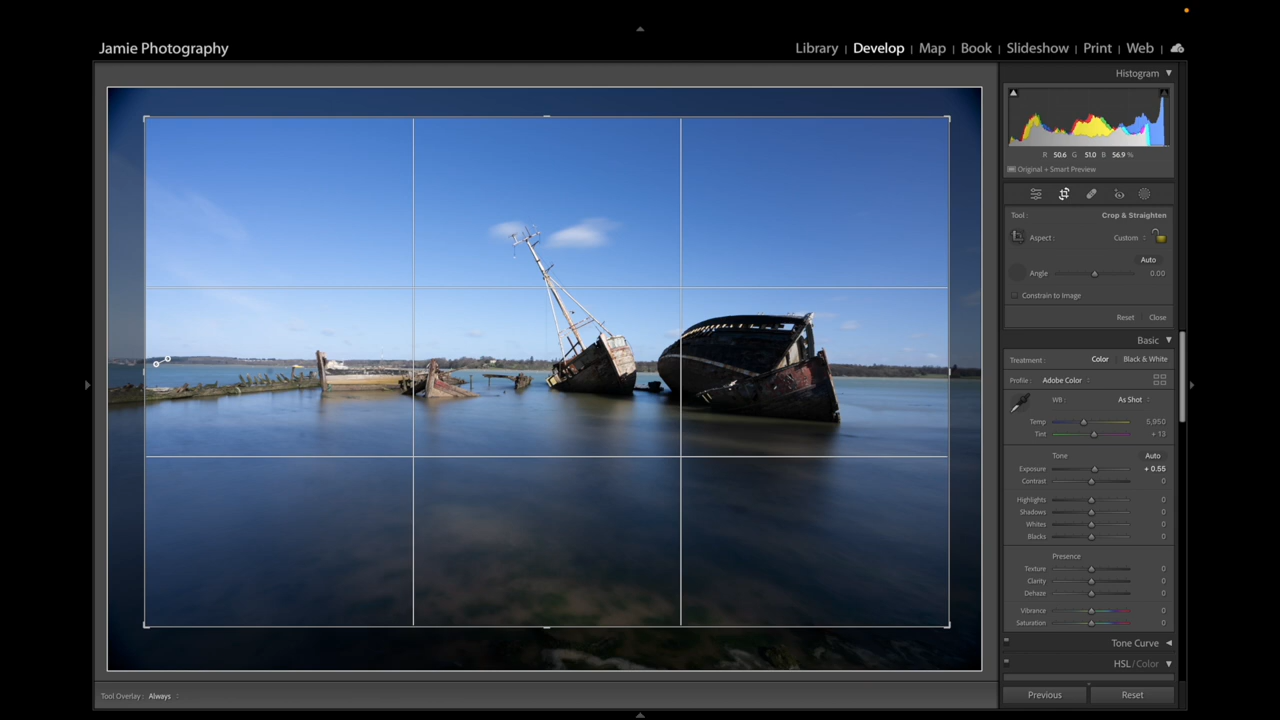 Jamie Photography
Library | Develop | Map | Book | Slideshow | Print | Web
Histogram
R 50.6 G 51.0 B 56.9 %
Original + Smart Preview
Tool : Crop & Straighten
Aspect : Custom
Auto
Angle 0.00
Constrain to Image
Reset Close
Basic
Treatment : Color Black & White
Profile : Adobe Color
WB : As Shot
Temp 5,950
Tint + 13
Tone Auto
Exposure + 0.55
Contrast 0
Highlights 0
Shadows 0
Whites 0
Blacks 0
Presence
Texture 0
Clarity 0
Dehaze 0
Vibrance 0
Saturation 0
Tone Curve
HSL / Color
Tool Overlay : Always
Previous Reset